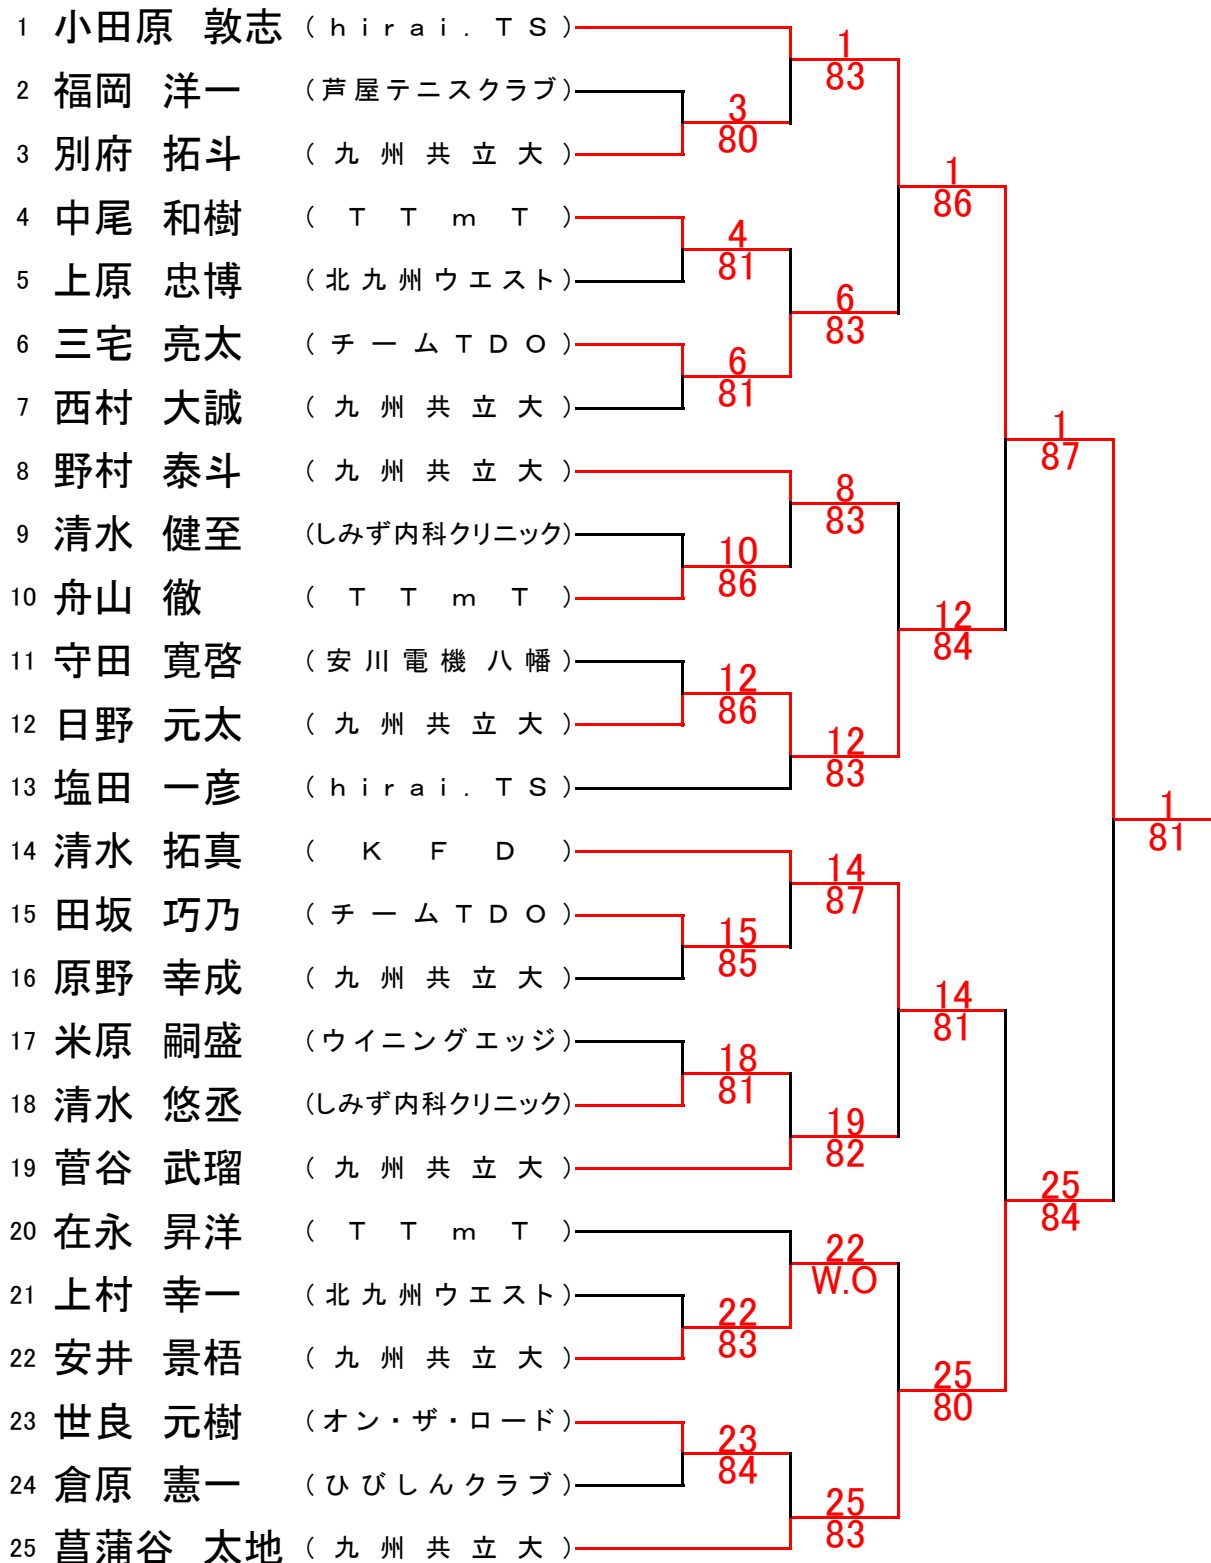 1 小田原 敦志 (hirai.TS)
1
83
2 福岡 洋一 (芦屋テニスクラブ)
3
80
3 別府 拓斗 (九州共立大)
1
86
4 中尾 和樹 (TTmT)
4
81
5 上原 忠博 (北九州ウエスト)
6
83
6 三宅 亮太 (チームTDO)
6
81
7 西村 大誠 (九州共立大)
1
87
8 野村 泰斗 (九州共立大)
8
83
9 清水 健至 (しみず内科クリニック)
10
86
10 舟山 徹 (TTmT)
12
84
11 守田 寛啓 (安川電機八幡)
12
86
12 日野 元太 (九州共立大)
12
83
13 塩田 一彦 (hirai.TS)
1
81
14 清水 拓真 (KFD)
14
87
15 田坂 巧乃 (チームTDO)
15
85
16 原野 幸成 (九州共立大)
14
81
17 米原 嗣盛 (ウイニングエッジ)
18
81
18 清水 悠丞 (しみず内科クリニック)
19
82
19 菅谷 武瑠 (九州共立大)
25
84
20 在永 昇洋 (TTmT)
22
W.O
21 上村 幸一 (北九州ウエスト)
22
83
22 安井 景梧 (九州共立大)
25
80
23 世良 元樹 (オン・ザ・ロード)
23
84
24 倉原 憲一 (ひびしんクラブ)
25
83
25 菖蒲谷 太地 (九州共立大)